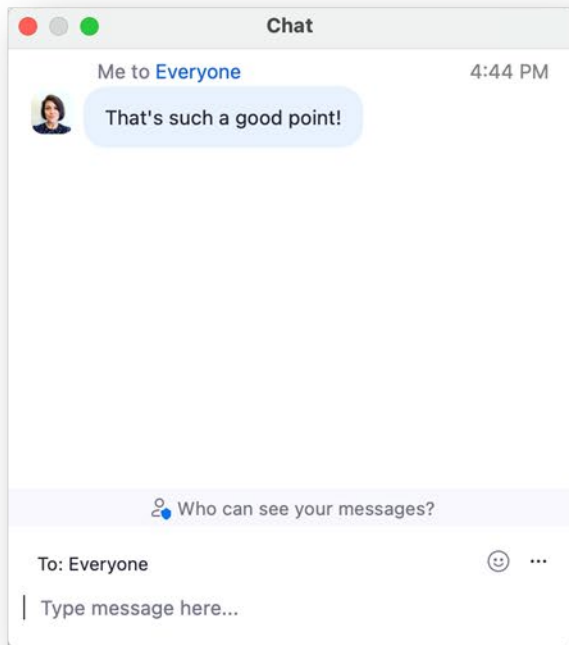 Chat
Me to Everyone 4:44 PM
That's such a good point!
Who can see your messages?
To: Everyone
Type message here...